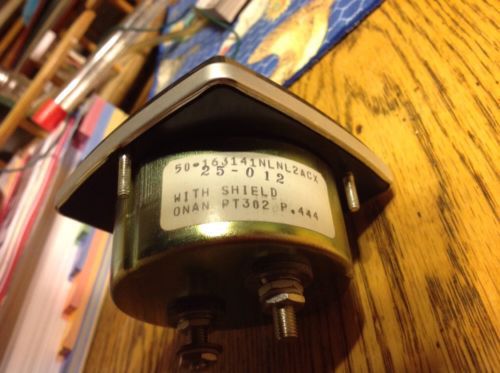 50*163141NLNL2ACX
25-012
WITH SHIELD
ONAN PT302 P.444